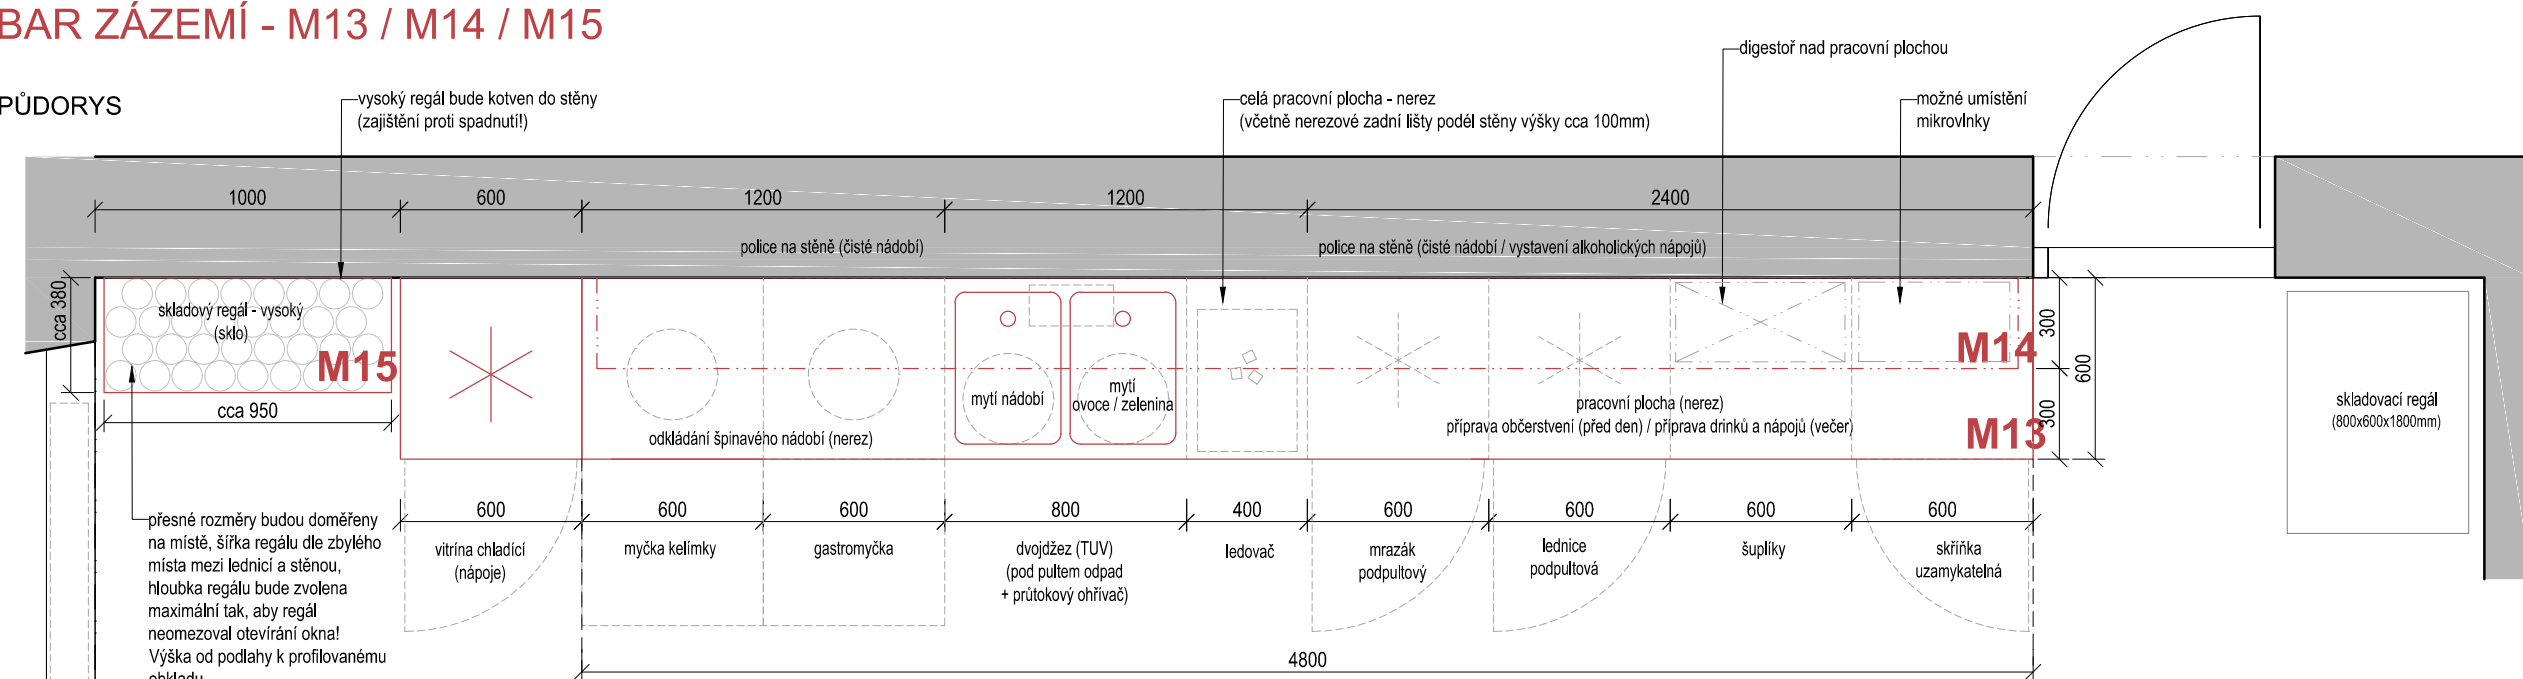 BAR ZÁZEMÍ - M13 / M14 / M15
PŮDORYS
vysoký regál bude kotven do stěny
(zajištění proti spadnutí!)
celá pracovní plocha - nerez
(včetně nerezové zadní lišty podél stěny výšky cca 100mm)
digestoř nad pracovní plochou
možné umístění
mikrovlnky
1000
600
1200
1200
2400
police na stěně (čisté nádobí)
police na stěně (čisté nádobí / vystavení alkoholických nápojů)
cca 380
skladový regál - vysoký
(sklo)
M15
cca 950
odkládání špinavého nádobí (nerez)
mytí nádobí
mytí
ovoce / zelenina
pracovní plocha (nerez)
příprava občerstvení (před den) / příprava drinků a nápojů (večer)
M14
M13
300
300
600
skladovací regál
(800x600x1800mm)
600
600
600
800
400
600
600
600
600
vitrína chladící
(nápoje)
myčka kelímky
gastromyčka
dvojdžez (TUV)
(pod pultem odpad
+ průtokový ohřívač)
ledovač
mrazák
podpultový
lednice
podpultová
šuplíky
skříňka
uzamykatelná
přesné rozměry budou doměřeny
na místě, šířka regálu dle zbylého
místa mezi lednicí a stěnou,
hloubka regálu bude zvolena
maximální tak, aby regál
neomezoval otevírání okna!
Výška od podlahy k profilovanému
obkladu
4800